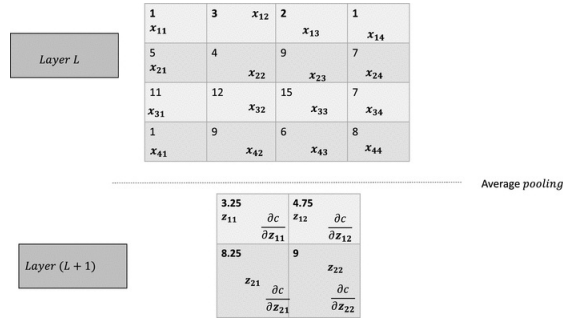 1 3 x₁₂ 2 1
x₁₁ x₁₃ x₁₄
Layer L
5 4 9 7
x₂₁ x₂₂ x₂₃ x₂₄
11 12 15 7
x₃₁ x₃₂ x₃₃ x₃₄
1 9 6 8
x₄₁ x₄₂ x₄₃ x₄₄
Average pooling
3.25 4.75
z₁₁ ∂c/∂z₁₁ z₁₂ ∂c/∂z₁₂
8.25 9
Layer (L + 1)
z₂₁ ∂c/∂z₂₁ z₂₂ ∂c/∂z₂₂